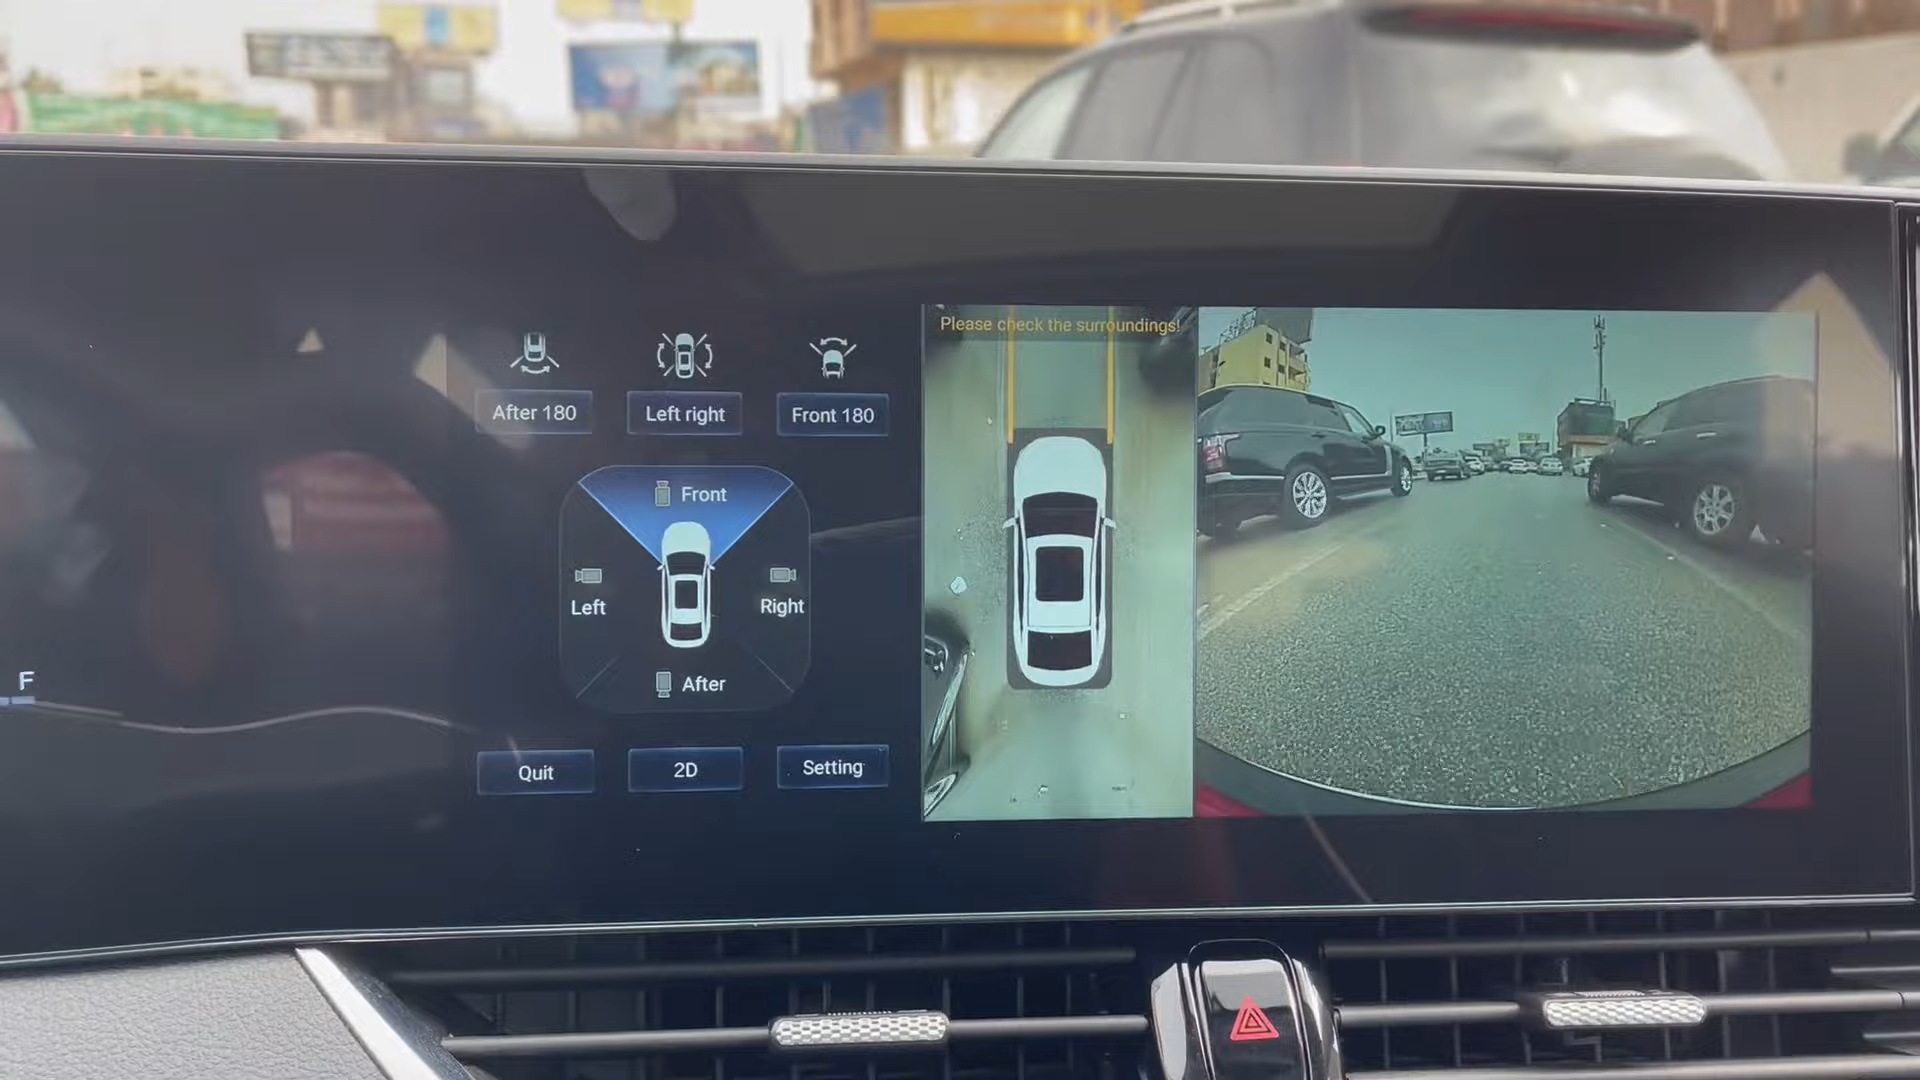 Please check the surroundings!
After 180
Left right
Front 180
Front
Left
Right
After
F
Quit
2D
Setting